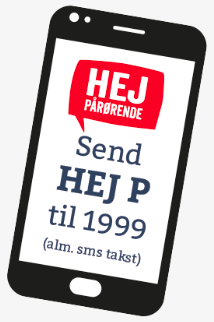 HEJ
PÅRØRENDE
Send
HEJ P
til 1999
(alm. sms takst)